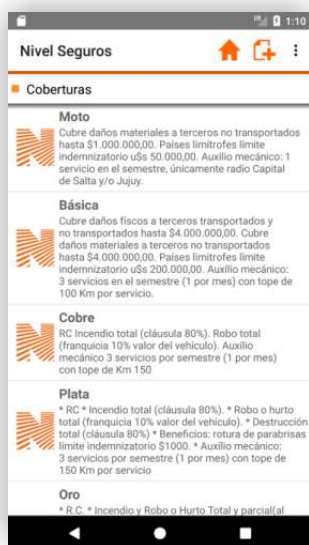 1:10
Nivel Seguros
Coberturas
Moto
Cubre daños materiales a terceros no transportados
hasta $1.000.000,00. Países limítrofes límite
indemnizatorio u$s 50.000,00. Auxilio mecánico: 1
servicio en el semestre, únicamente radio Capital
de Salta y/o Jujuy.
Básica
Cubre daños físcos a terceros transportados y
no transportados hasta $4.000.000,00. Cubre
daños materiales a terceros no transportados
hasta $4.000.000,00. Países limítrofes límite
indemnizatorio u$s 200.000,00. Auxílio mecánico:
3 servicios en el semestre (1 por mes) con tope de
100 Km por servicio.
Cobre
RC Incendio total (cláusula 80%). Robo total
(franquicia 10% valor del vehículo). Auxilio
mecánico 3 servicios por semestre (1 por mes)
con tope de Km 150
Plata
* RC * Incendio total (cláusula 80%). * Robo o hurto
total (franquicia 10% valor del vehículo). * Destrucción
total (cláusula 80%) * Beneficios: rotura de parabrisas
limite indemnizatorio $1000. * Auxilio mecánico:
3 servicios por semestre (1 por mes) con tope de
150 Km por servicio
Oro
* R.C. * Incendio y Robo o Hurto Total y parcial(al